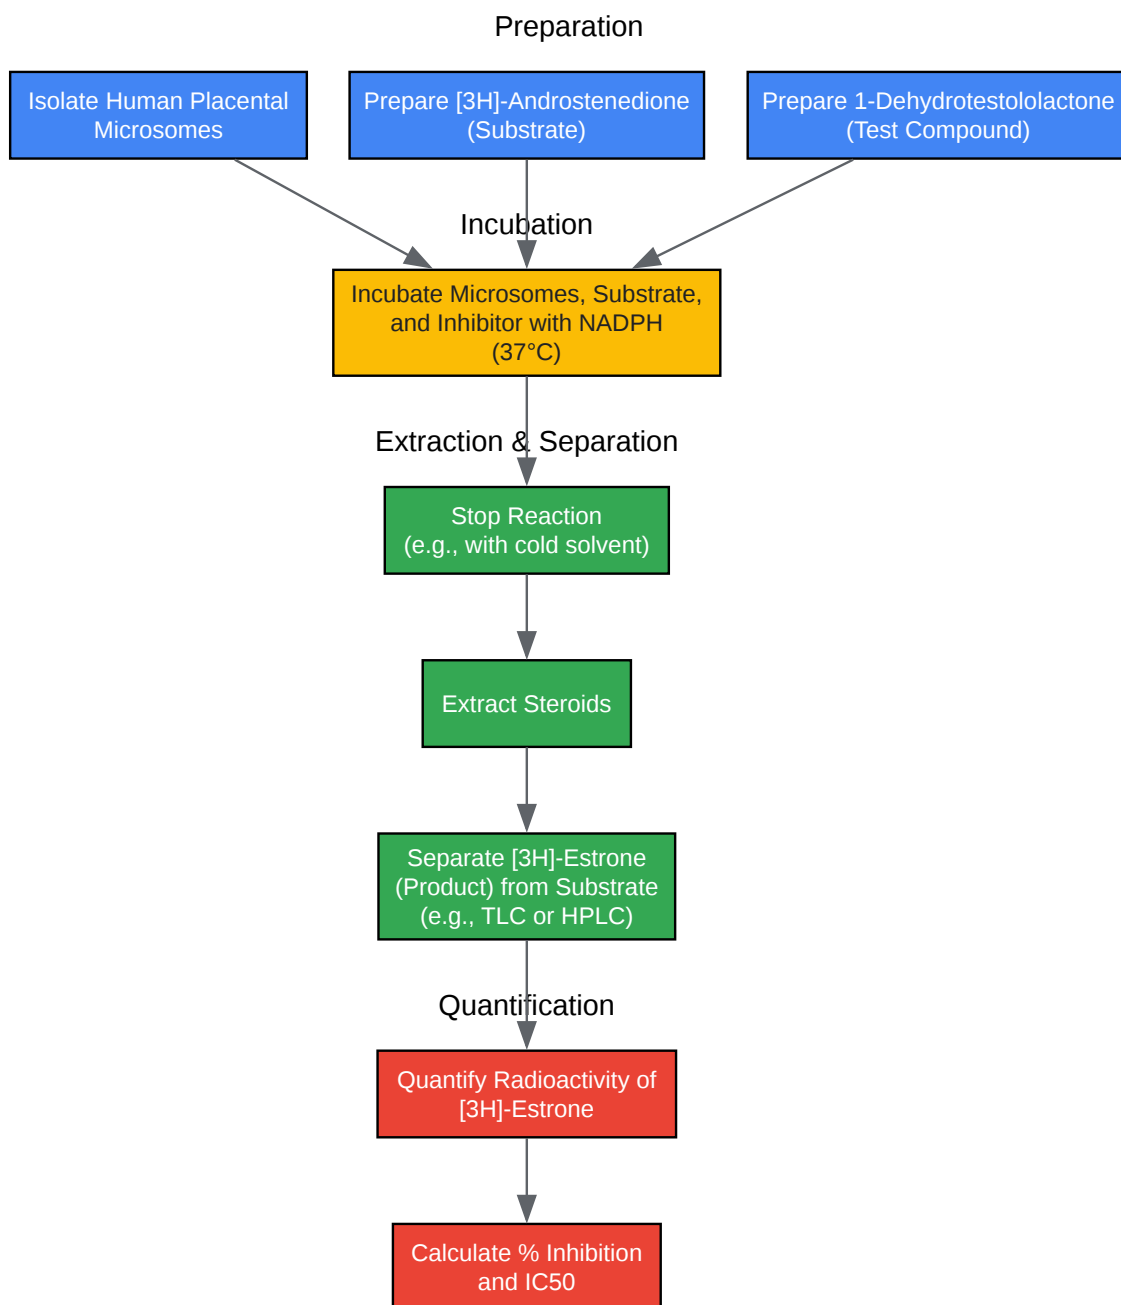 Preparation
Isolate Human Placental
Microsomes
Prepare [3H]-Androstenedione
(Substrate)
Prepare 1-Dehydrotestololactone
(Test Compound)
Incubation
Incubate Microsomes, Substrate,
and Inhibitor with NADPH
(37°C)
Extraction & Separation
Stop Reaction
(e.g., with cold solvent)
Extract Steroids
Separate [3H]-Estrone
(Product) from Substrate
(e.g., TLC or HPLC)
Quantification
Quantify Radioactivity of
[3H]-Estrone
Calculate % Inhibition
and IC50